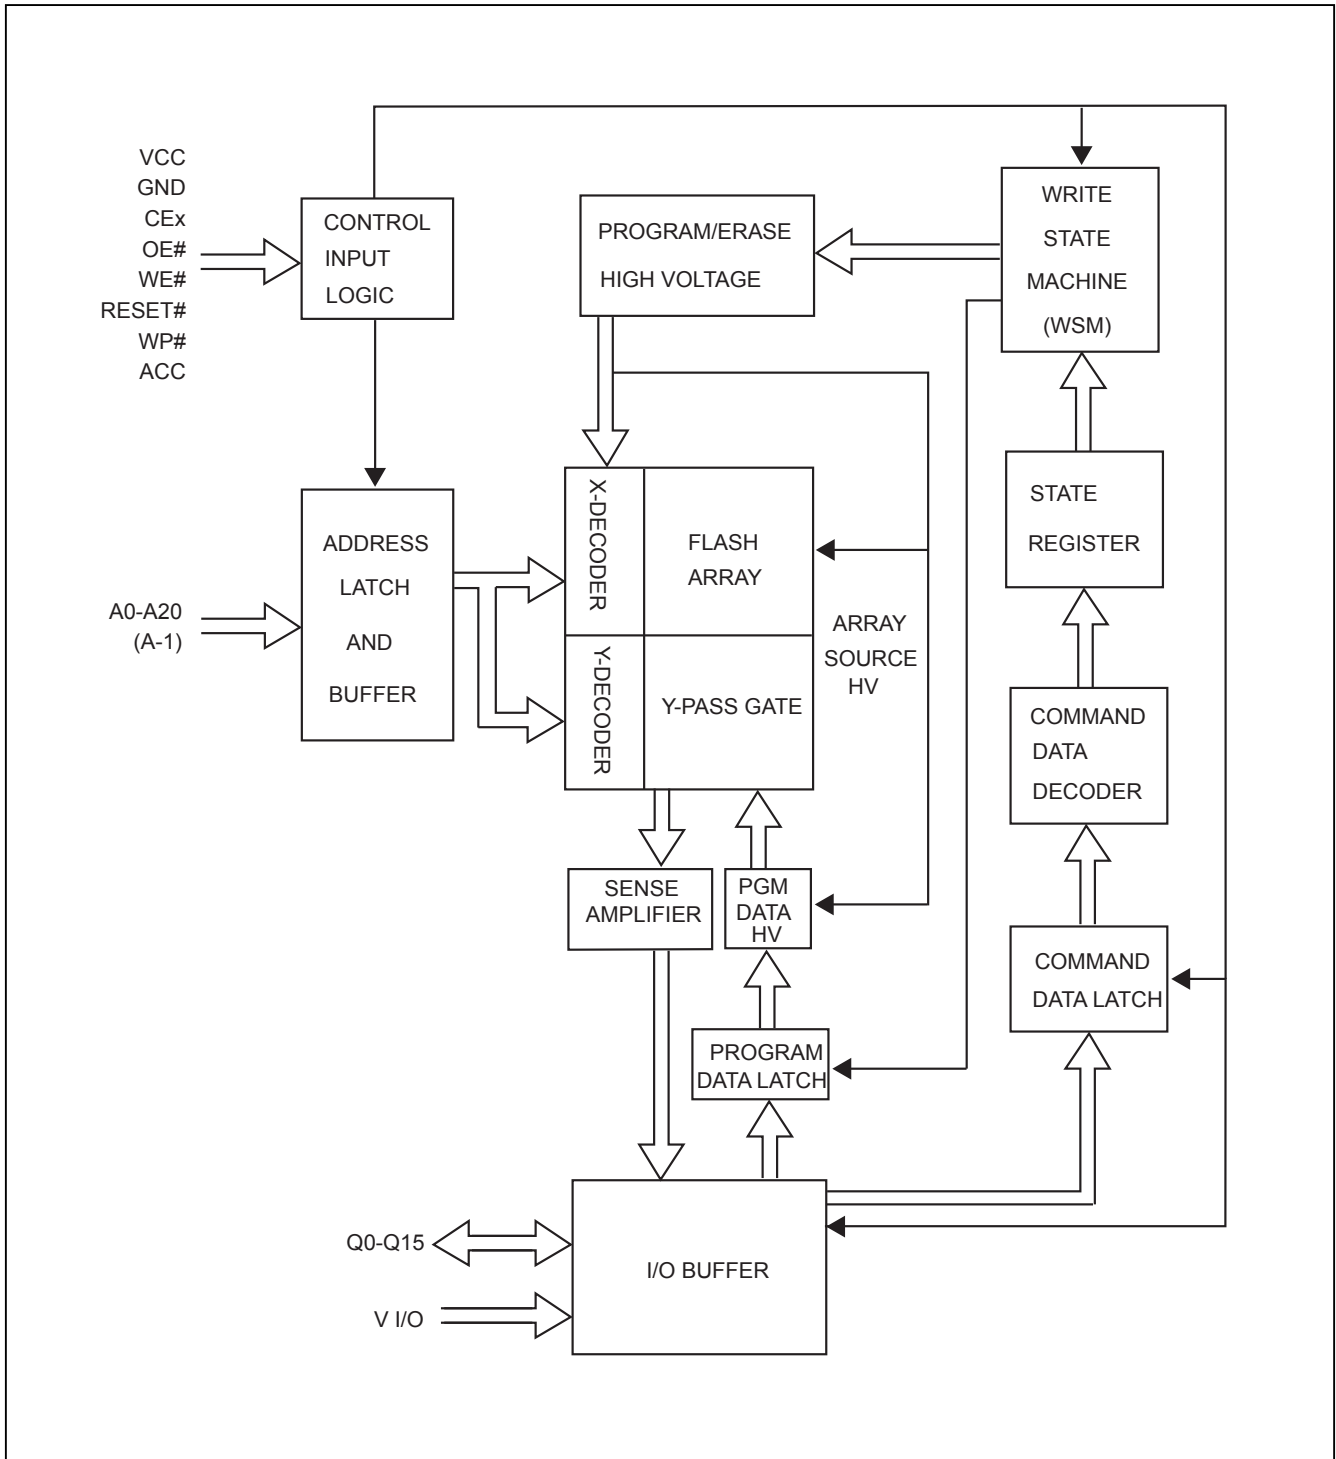 VCC
GND
CEx
OE#
WE#
RESET#
WP#
ACC
CONTROL
INPUT
LOGIC
PROGRAM/ERASE
HIGH VOLTAGE
WRITE
STATE
MACHINE
(WSM)
A0-A20
(A-1)
ADDRESS
LATCH
AND
BUFFER
X-DECODER
FLASH
ARRAY
Y-DECODER
Y-PASS GATE
ARRAY
SOURCE
HV
STATE
REGISTER
COMMAND
DATA
DECODER
SENSE
AMPLIFIER
PGM
DATA
HV
COMMAND
DATA LATCH
PROGRAM
DATA LATCH
Q0-Q15
V I/O
I/O BUFFER